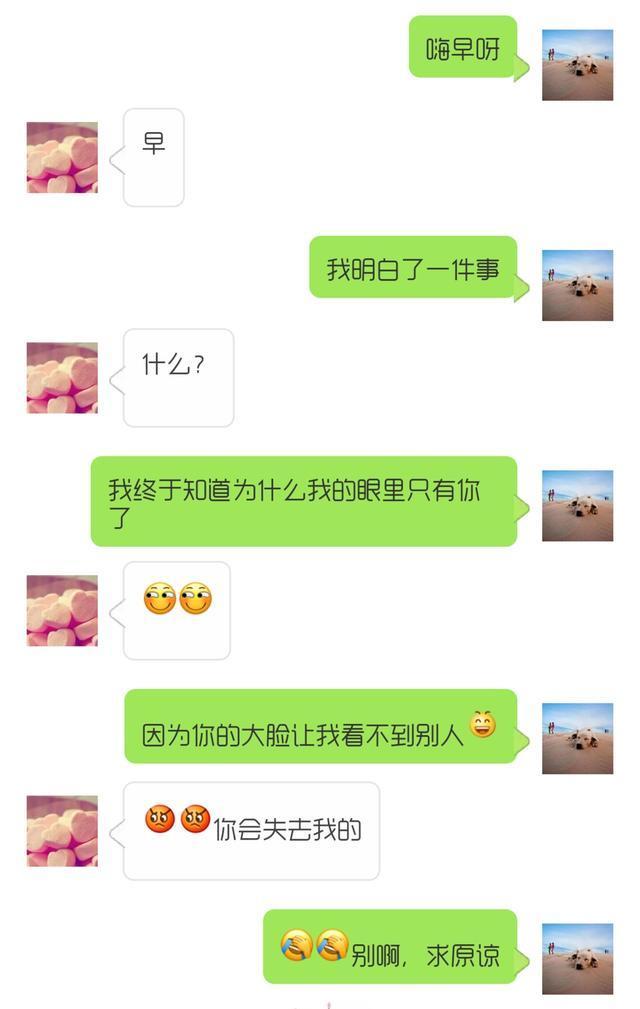 嗨早呀
早
我明白了一件事
什么?
我终于知道为什么我的眼里只有你
了
因为你的大脸让我看不到别人
你会失去我的
别啊，求原谅